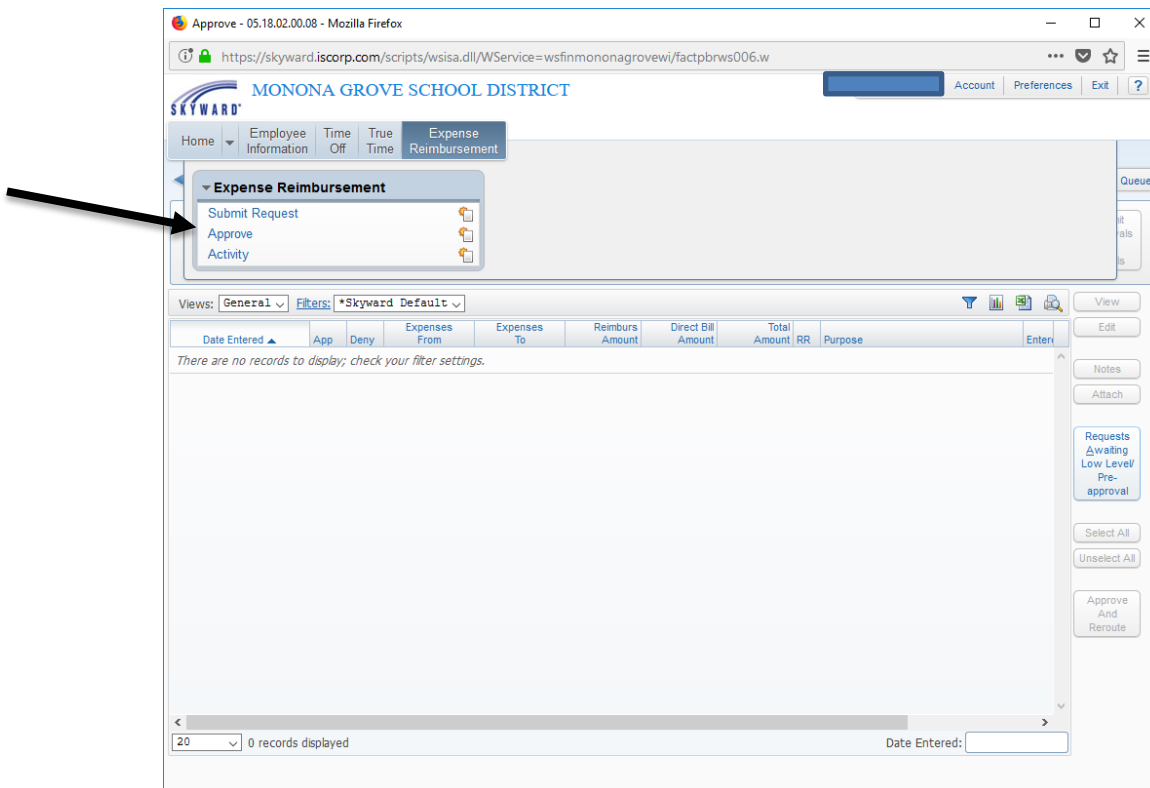 Approve - 05.18.02.00.08 - Mozilla Firefox
https://skyward.iscorp.com/scripts/wsisa.dll/WService=wsfinmononagrovewi/factpbrws006.w
SKYWARD
MONONA GROVE SCHOOL DISTRICT
Account Preferences Exit ?
Home Employee Information Time Off True Time Expense Reimbursement
Expense Reimbursement
Queue
Submit Request
Approve
Activity
Views: General Filters: *Skyward Default
View
Date Entered App Deny Expenses From Expenses To Reimburs Amount Direct Bill Amount Total Amount RR Purpose
Edit
There are no records to display; check your filter settings.
Notes
Attach
Requests
Awaiting
Low Level/
Pre-
approval
Select All
Unselect All
Approve
And
Reroute
20 0 records displayed Date Entered: